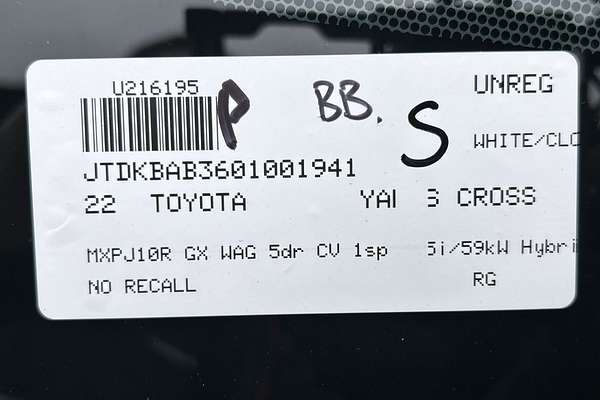 U216195 P BB. S UNREG
WHITE/CLO
JTDKBAB3601001941
22 TOYOTA YAI S CROSS
MXPJ10R GX WAG 5dr CV 1sp 5i/59kW Hybri
NO RECALL RG